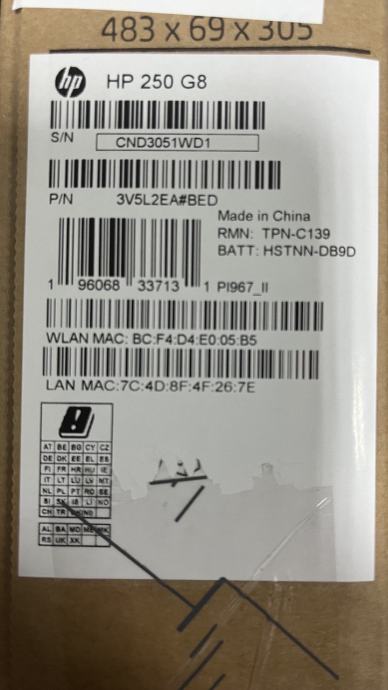 483 x 69 x 305
hp HP 250 G8
S/N CND3051WD1
P/N 3V5L2EA#BED
Made in China
RMN: TPN-C139
BATT: HSTNN-DB9D
1 96068 33713 1 PI967_II
WLAN MAC: BC:F4:D4:E0:05:B5
LAN MAC:7C:4D:8F:4F:26:7E
AT BE BG CY CZ
DE DK EE EL ES
FI FR HR HU IE
IT LT LU LV MT
NL PL PT RO SE
SI SK IS LI NO
CH TR
AL BA MD ME MK
RS UK XK